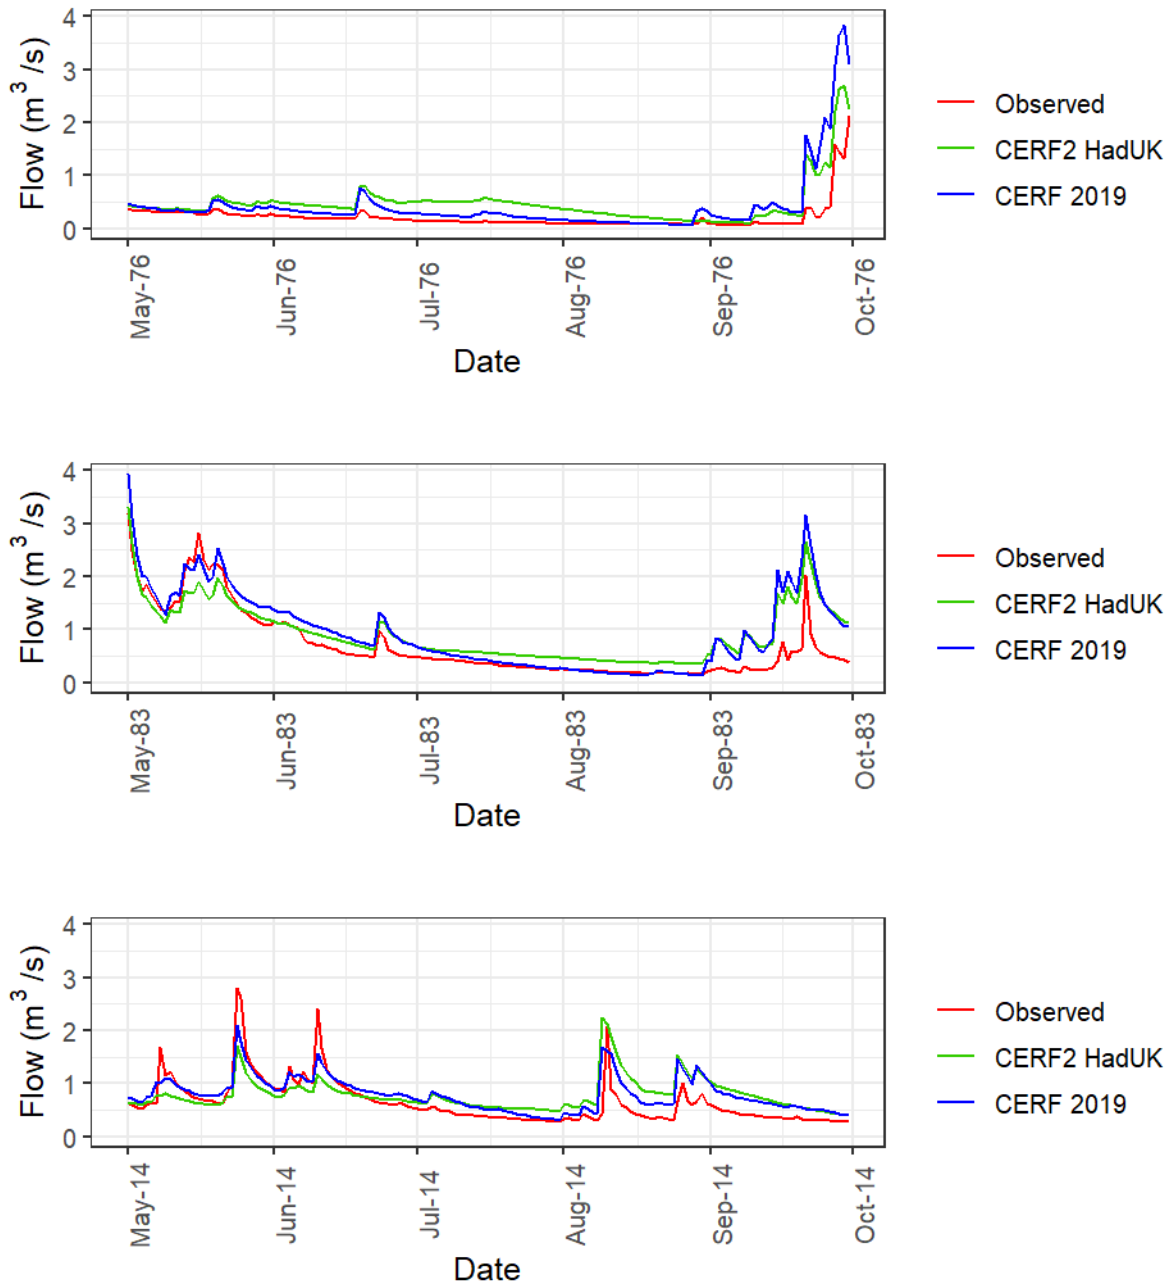 Flow (m³ /s)
4
3
2
1
0
May-76
Jun-76
Jul-76
Aug-76
Sep-76
Oct-76
Date
Observed
CERF2 HadUK
CERF 2019
Flow (m³ /s)
4
3
2
1
0
May-83
Jun-83
Jul-83
Aug-83
Sep-83
Oct-83
Date
Observed
CERF2 HadUK
CERF 2019
Flow (m³ /s)
4
3
2
1
0
May-14
Jun-14
Jul-14
Aug-14
Sep-14
Oct-14
Date
Observed
CERF2 HadUK
CERF 2019